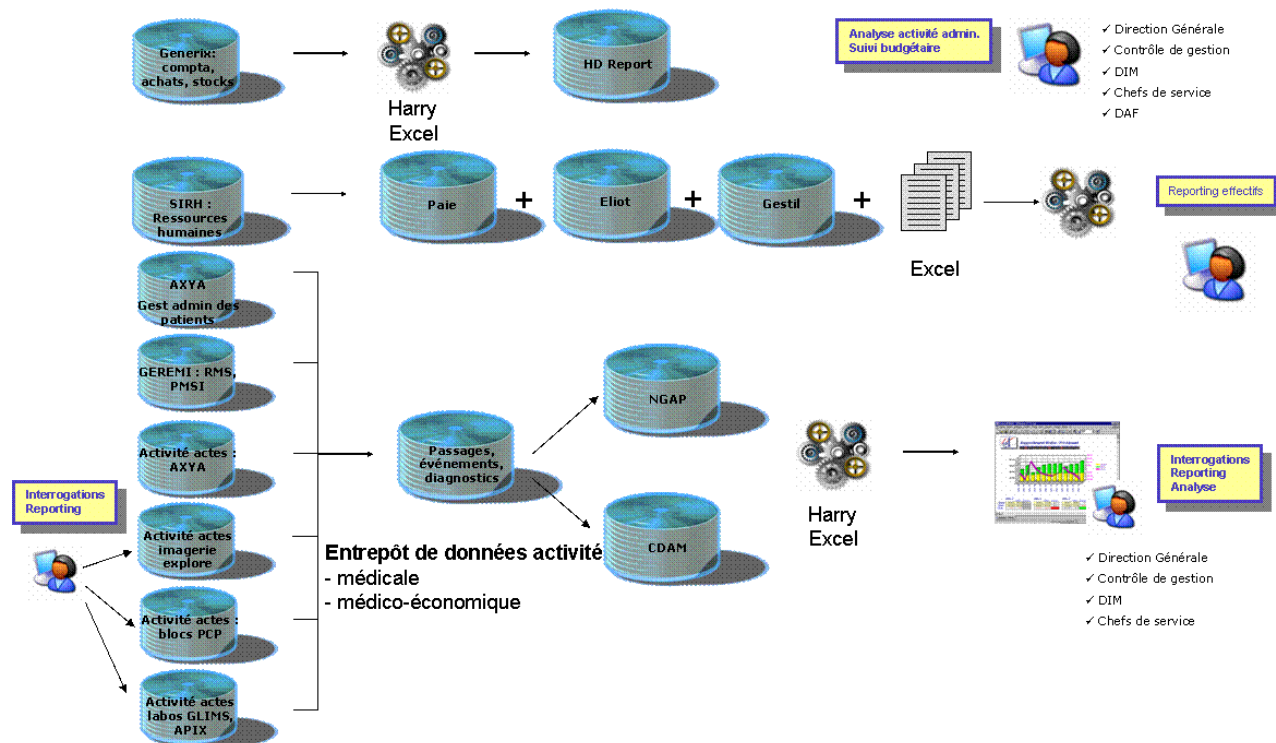 Generix:
compta,
achats, stocks
Harry
Excel
HD Report
Analyse activité admin.
Suivi budgétaire
✓ Direction Générale
✓ Contrôle de gestion
✓ DIM
✓ Chefs de service
✓ DAF
SIRH :
Ressources
humaines
Paie
+
Eliot
+
Gestil
+
Excel
Reporting effectifs
AXYA
Gest admin des
patients
GEREMI : RMS,
PMSI
Activité actes :
AXYA
Activité actes
imagerie
explore
Activité actes :
blocs PCP
Activité actes
labos GLIMS,
APIX
Interrogations
Reporting
Passages,
événements,
diagnostics
Entrepôt de données activité
- médicale
- médico-économique
NGAP
CDAM
Harry
Excel
Interrogations
Reporting
Analyse
✓ Direction Générale
✓ Contrôle de gestion
✓ DIM
✓ Chefs de service